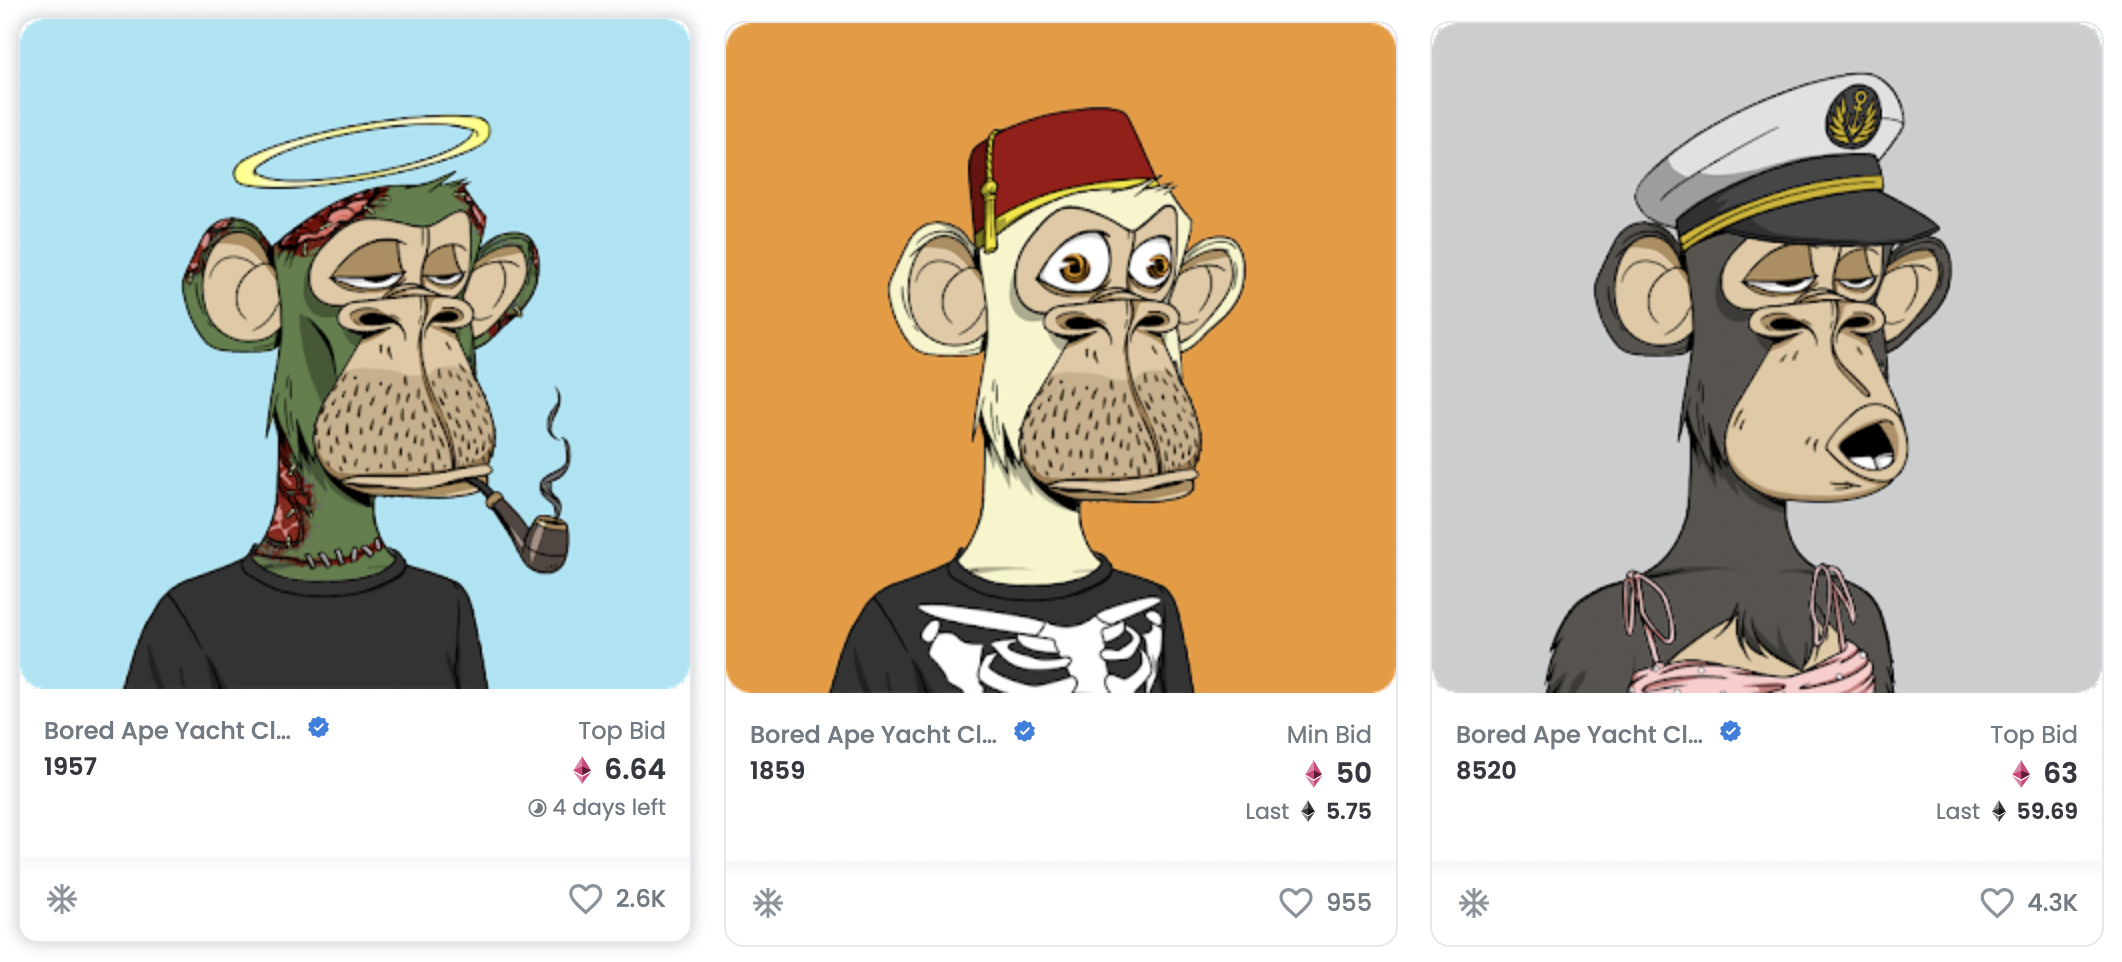 Bored Ape Yacht Cl...
Top Bid
1957
6.64
4 days left
2.6K
Bored Ape Yacht Cl...
Min Bid
1859
50
Last 5.75
955
Bored Ape Yacht Cl...
Top Bid
8520
63
Last 59.69
4.3K